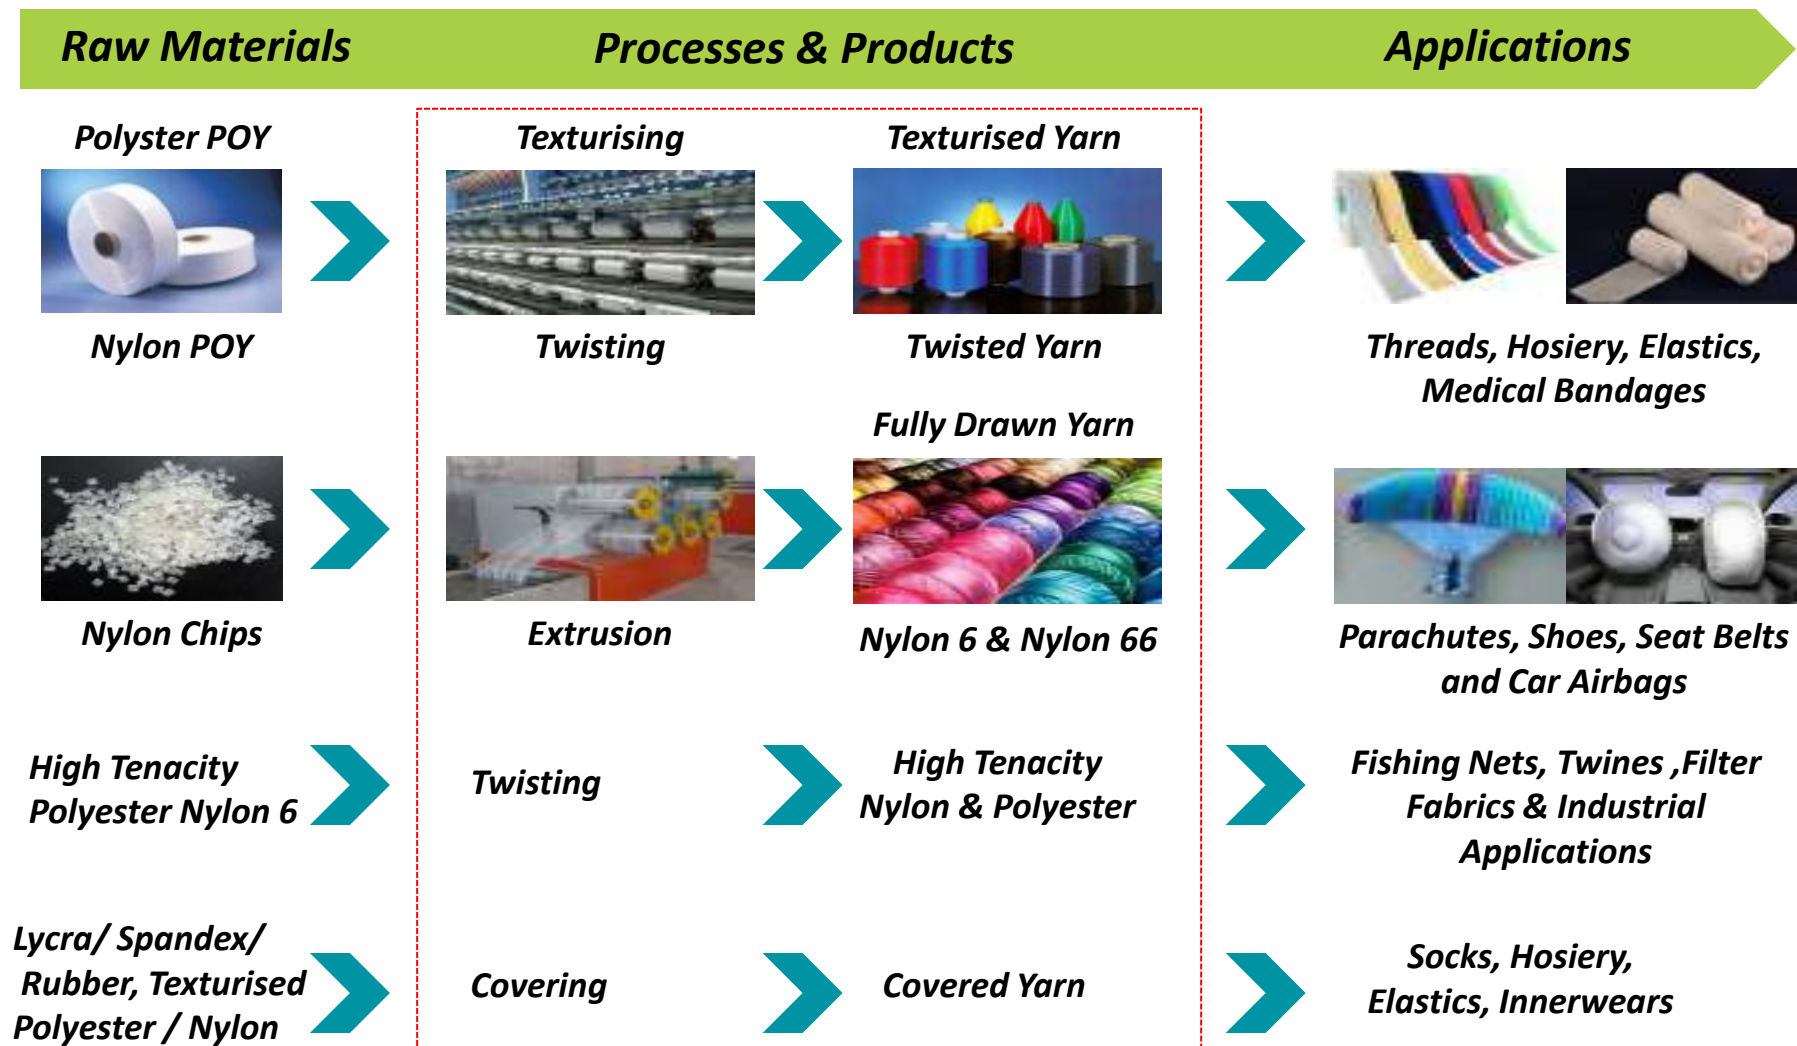 Raw Materials
Processes & Products
Applications
Polyster POY
Texturising
Texturised Yarn
Nylon POY
Twisting
Twisted Yarn
Threads, Hosiery, Elastics,
Medical Bandages
Fully Drawn Yarn
Nylon Chips
Extrusion
Nylon 6 & Nylon 66
Parachutes, Shoes, Seat Belts
and Car Airbags
High Tenacity
Polyester Nylon 6
Twisting
High Tenacity
Nylon & Polyester
Fishing Nets, Twines ,Filter
Fabrics & Industrial
Applications
Lycra/ Spandex/
Rubber, Texturised
Polyester / Nylon
Covering
Covered Yarn
Socks, Hosiery,
Elastics, Innerwears